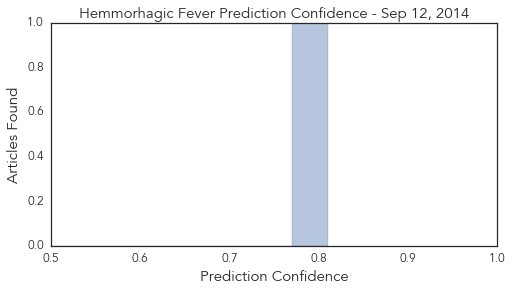 Hemmorhagic Fever Prediction Confidence - Sep 12, 2014
1.0
0.8
0.6
0.4
0.2
0.0
Articles Found
0.5 0.6 0.7 0.8 0.9 1.0
Prediction Confidence